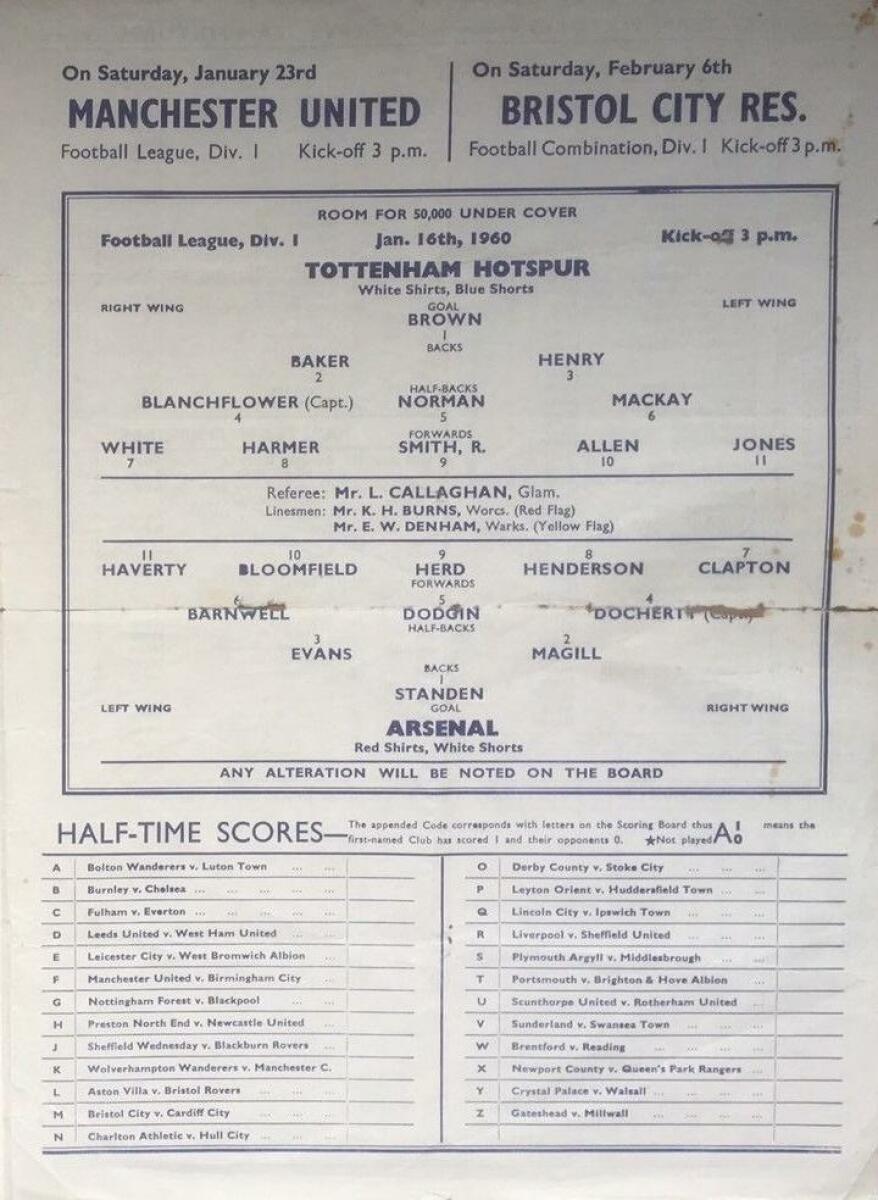 On Saturday, January 23rd
MANCHESTER UNITED
Football League, Div. 1 Kick-off 3 p.m.
On Saturday, February 6th
BRISTOL CITY RES.
Football Combination, Div. 1 Kick-off 3 p.m.
ROOM FOR 50,000 UNDER COVER
Football League, Div. 1 Jan. 16th, 1960 Kick-off 3 p.m.
TOTTENHAM HOTSPUR
White Shirts, Blue Shorts
RIGHT WING GOAL LEFT WING
BROWN
1
BACKS
BAKER HENRY
2 3
HALF-BACKS
BLANCHFLOWER (Capt.) NORMAN MACKAY
4 5 6
FORWARDS
WHITE HARMER SMITH, R. ALLEN JONES
7 8 9 10 11
Referee: Mr. L. CALLAGHAN, Glam.
Linesmen: Mr. K. H. BURNS, Worcs. (Red Flag)
Mr. E. W. DENHAM, Warks. (Yellow Flag)
11 10 9 8 7
HAVERTY BLOOMFIELD HERD HENDERSON CLAPTON
FORWARDS
6 5 4
BARNWELL DODGIN DOCHERTY (Capt.)
HALF-BACKS
3 2
EVANS MAGILL
BACKS
1
STANDEN
LEFT WING GOAL RIGHT WING
ARSENAL
Red Shirts, White Shorts
ANY ALTERATION WILL BE NOTED ON THE BOARD
HALF-TIME SCORES—The appended Code corresponds with letters on the Scoring Board thus A 1 0 means the
first-named Club has scored 1 and their opponents 0. ★Not played
A Bolton Wanderers v. Luton Town ... ...
B Burnley v. Chelsea ... ... ... ...
C Fulham v. Everton ... ... ... ...
D Leeds United v. West Ham United ... ...
E Leicester City v. West Bromwich Albion ...
F Manchester United v. Birmingham City ...
G Nottingham Forest v. Blackpool ... ...
H Preston North End v. Newcastle United ...
J Sheffield Wednesday v. Blackburn Rovers ...
K Wolverhampton Wanderers v. Manchester C.
L Aston Villa v. Bristol Rovers ... ...
M Bristol City v. Cardiff City ... ... ...
N Charlton Athletic v. Hull City ... ... ...
O Derby County v. Stoke City ... ... ...
P Leyton Orient v. Huddersfield Town ... ...
Q Lincoln City v. Ipswich Town ... ... ...
R Liverpool v. Sheffield United ... ... ...
S Plymouth Argyll v. Middlesbrough ... ...
T Portsmouth v. Brighton & Hove Albion ...
U Scunthorpe United v. Rotherham United ...
V Sunderland v. Swansea Town ... ... ...
W Brentford v. Reading ... ... ... ...
X Newport County v. Queen's Park Rangers ...
Y Crystal Palace v. Walsall ... ... ... ...
Z Gateshead v. Millwall ... ... ... ...